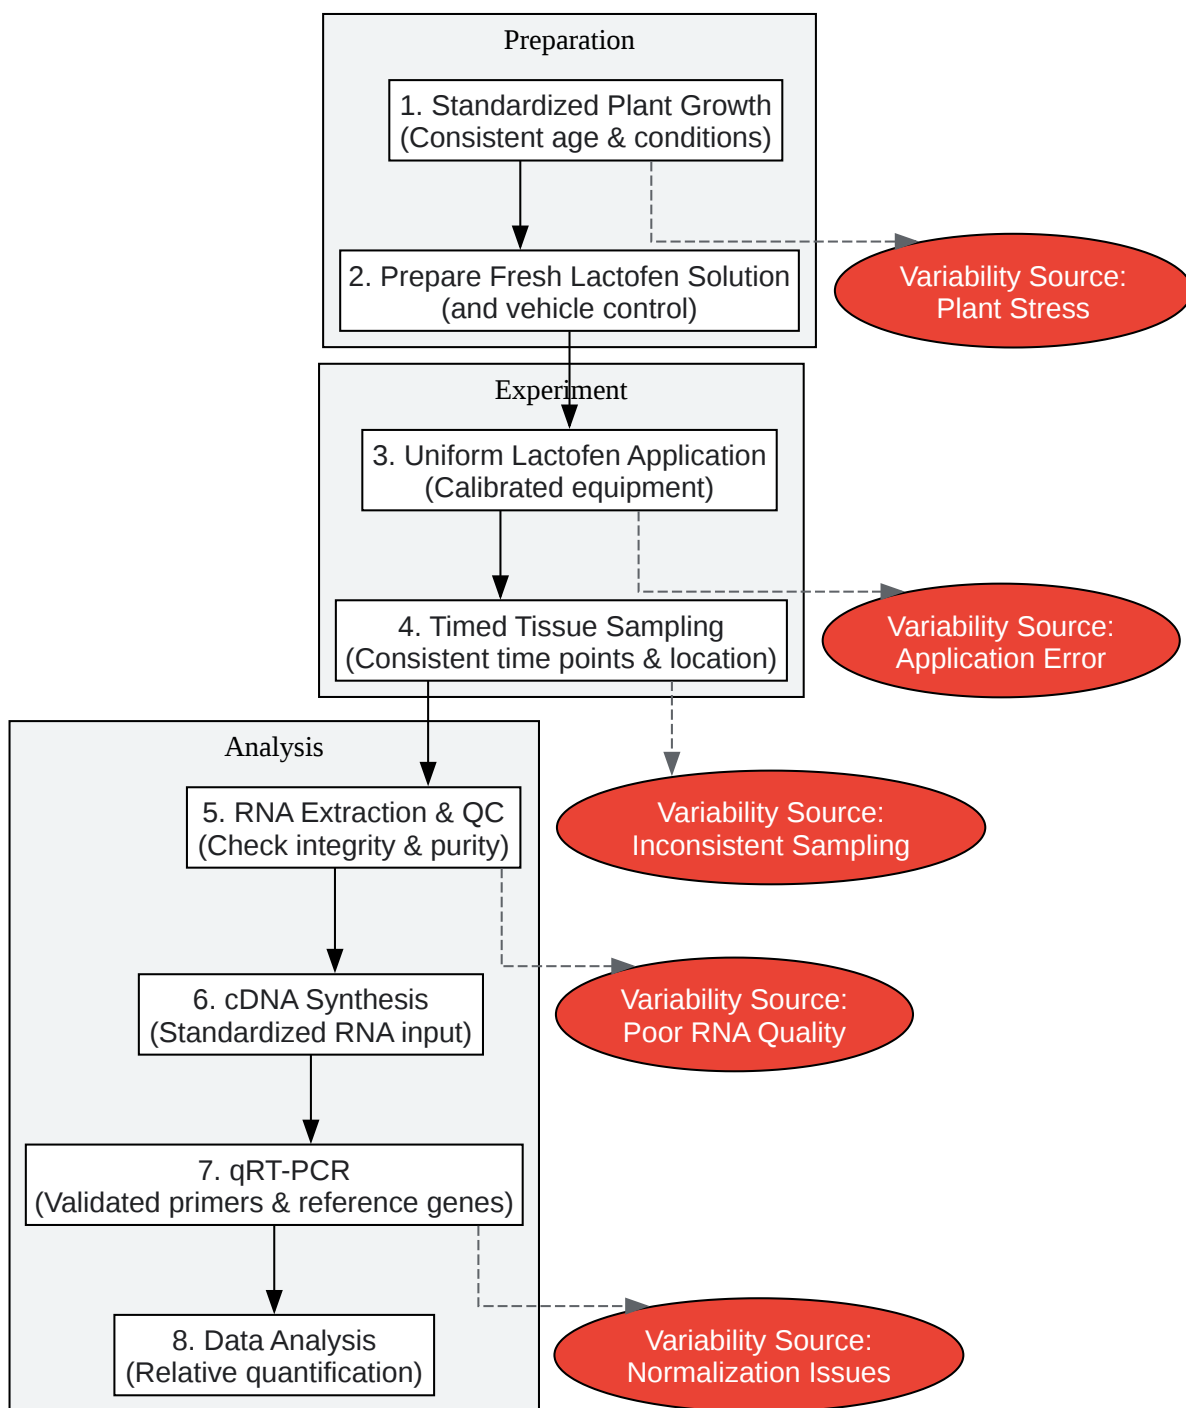 Preparation
1. Standardized Plant Growth
(Consistent age & conditions)
2. Prepare Fresh Lactofen Solution
(and vehicle control)
Variability Source:
Plant Stress
Experiment
3. Uniform Lactofen Application
(Calibrated equipment)
4. Timed Tissue Sampling
(Consistent time points & location)
Variability Source:
Application Error
Analysis
5. RNA Extraction & QC
(Check integrity & purity)
Variability Source:
Inconsistent Sampling
6. cDNA Synthesis
(Standardized RNA input)
Variability Source:
Poor RNA Quality
7. qRT-PCR
(Validated primers & reference genes)
8. Data Analysis
(Relative quantification)
Variability Source:
Normalization Issues